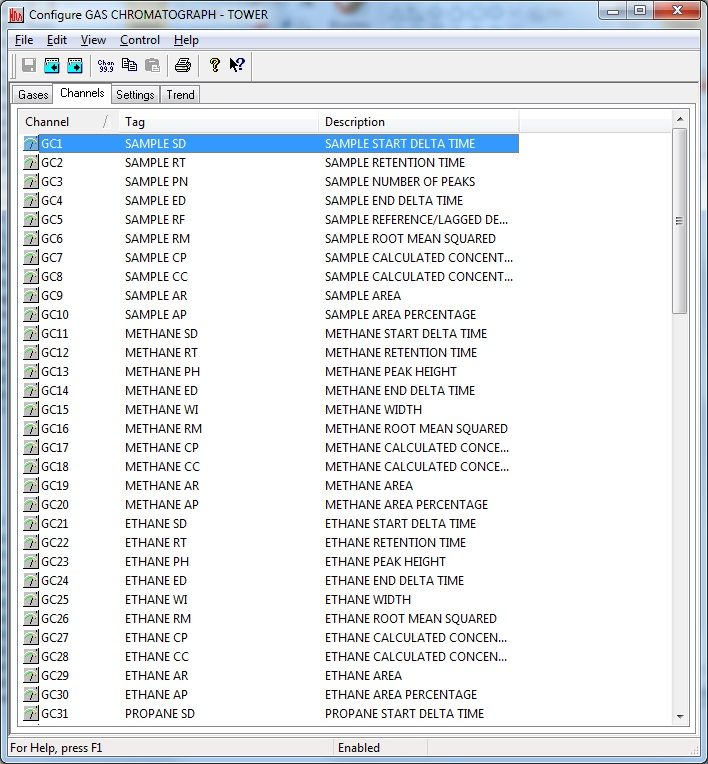 Configure GAS CHROMATOGRAPH - TOWER
File Edit View Control Help
Chan 99.9
Gases Channels Settings Trend
Channel / Tag Description
GC1 SAMPLE SD SAMPLE START DELTA TIME
GC2 SAMPLE RT SAMPLE RETENTION TIME
GC3 SAMPLE PN SAMPLE NUMBER OF PEAKS
GC4 SAMPLE ED SAMPLE END DELTA TIME
GC5 SAMPLE RF SAMPLE REFERENCE/LAGGED DE...
GC6 SAMPLE RM SAMPLE ROOT MEAN SQUARED
GC7 SAMPLE CP SAMPLE CALCULATED CONCENT...
GC8 SAMPLE CC SAMPLE CALCULATED CONCENT...
GC9 SAMPLE AR SAMPLE AREA
GC10 SAMPLE AP SAMPLE AREA PERCENTAGE
GC11 METHANE SD METHANE START DELTA TIME
GC12 METHANE RT METHANE RETENTION TIME
GC13 METHANE PH METHANE PEAK HEIGHT
GC14 METHANE ED METHANE END DELTA TIME
GC15 METHANE WI METHANE WIDTH
GC16 METHANE RM METHANE ROOT MEAN SQUARED
GC17 METHANE CP METHANE CALCULATED CONCE...
GC18 METHANE CC METHANE CALCULATED CONCE...
GC19 METHANE AR METHANE AREA
GC20 METHANE AP METHANE AREA PERCENTAGE
GC21 ETHANE SD ETHANE START DELTA TIME
GC22 ETHANE RT ETHANE RETENTION TIME
GC23 ETHANE PH ETHANE PEAK HEIGHT
GC24 ETHANE ED ETHANE END DELTA TIME
GC25 ETHANE WI ETHANE WIDTH
GC26 ETHANE RM ETHANE ROOT MEAN SQUARED
GC27 ETHANE CP ETHANE CALCULATED CONCEN...
GC28 ETHANE CC ETHANE CALCULATED CONCEN...
GC29 ETHANE AR ETHANE AREA
GC30 ETHANE AP ETHANE AREA PERCENTAGE
GC31 PROPANE SD PROPANE START DELTA TIME
For Help, press F1 Enabled